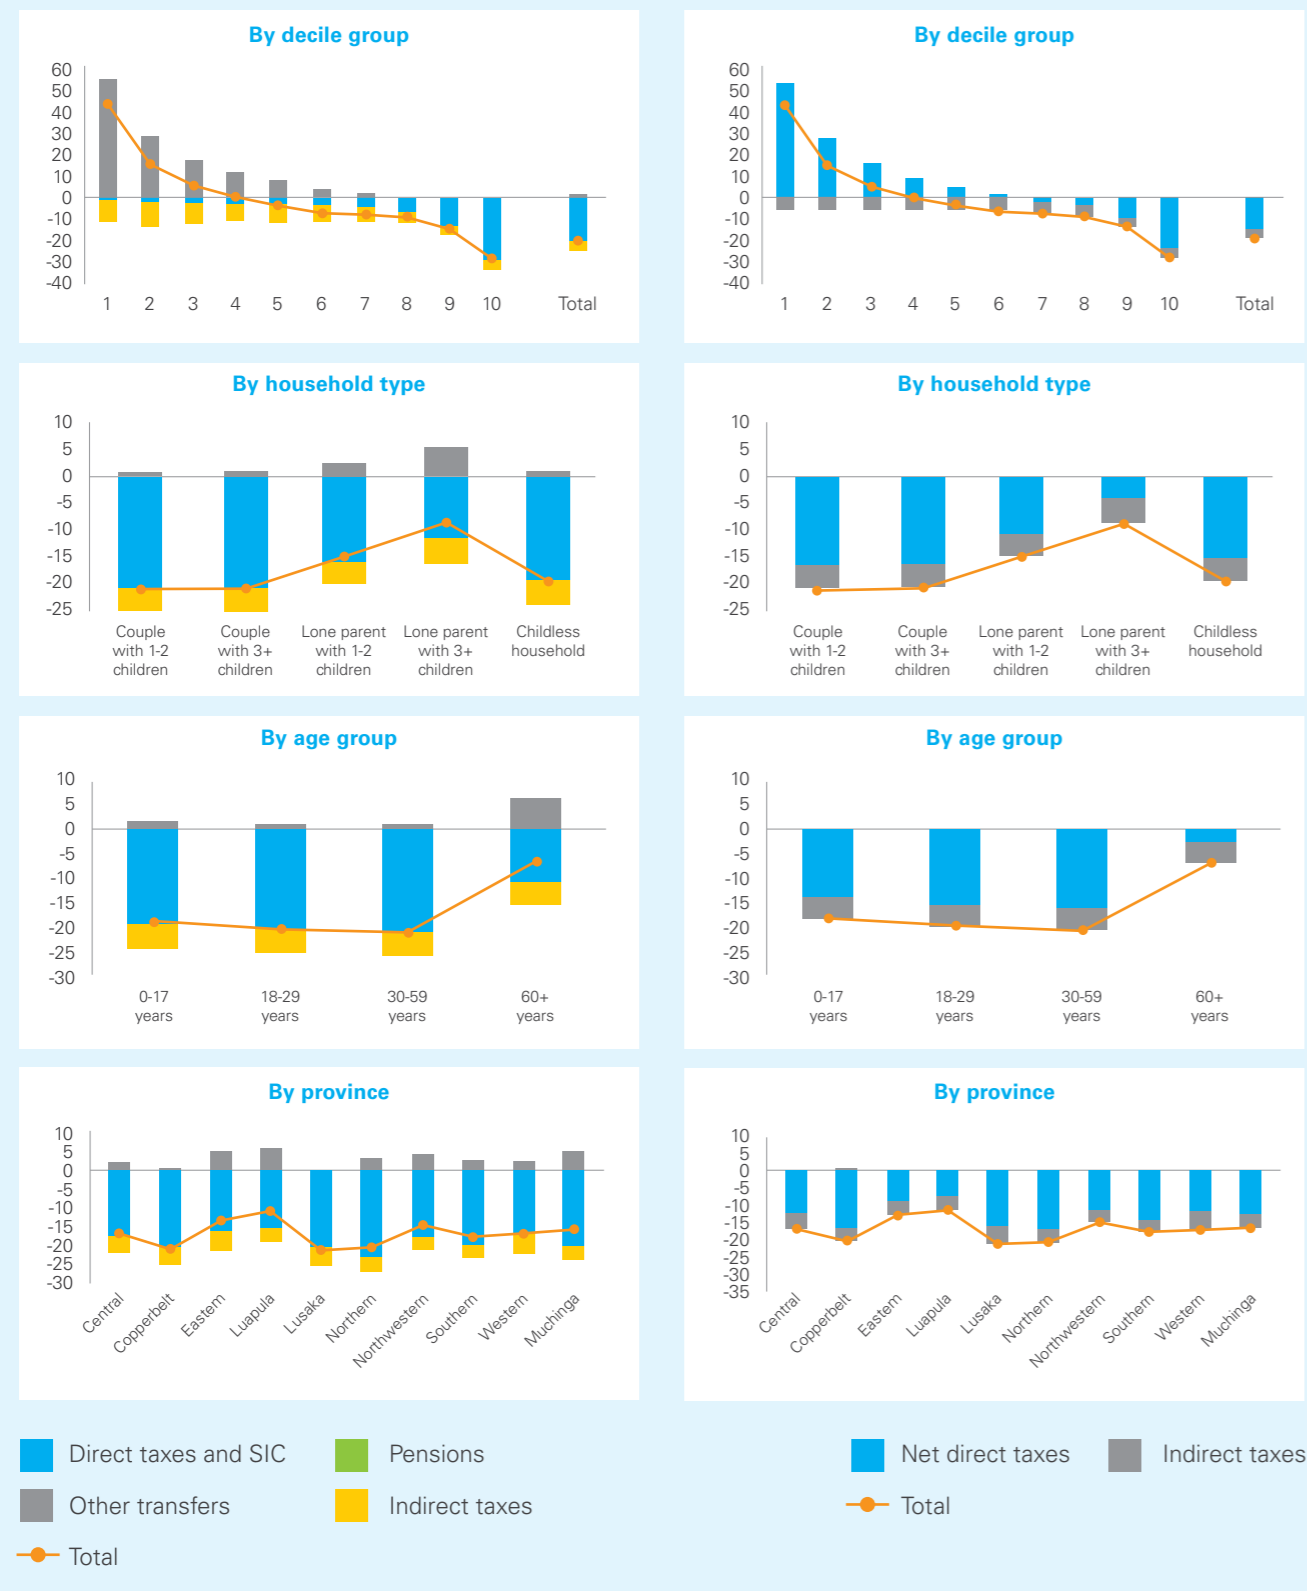 By decile group
60
50
40
30
20
10
0
-10
-20
-30
-40
1 2 3 4 5 6 7 8 9 10 Total
By decile group
60
50
40
30
20
10
0
-10
-20
-30
-40
1 2 3 4 5 6 7 8 9 10 Total
By household type
10
5
0
-5
-10
-15
-20
-25
Couple with 1-2 children
Couple with 3+ children
Lone parent with 1-2 children
Lone parent with 3+ children
Childless household
By household type
10
5
0
-5
-10
-15
-20
-25
Couple with 1-2 children
Couple with 3+ children
Lone parent with 1-2 children
Lone parent with 3+ children
Childless household
By age group
10
5
0
-5
-10
-15
-20
-25
-30
0-17 years
18-29 years
30-59 years
60+ years
By age group
10
5
0
-5
-10
-15
-20
-25
-30
0-17 years
18-29 years
30-59 years
60+ years
By province
10
5
0
-5
-10
-15
-20
-25
-30
Central
Copperbelt
Eastern
Luapula
Lusaka
Northern
Northwestern
Southern
Western
Muchinga
By province
10
5
0
-5
-10
-15
-20
-25
-30
-35
Central
Copperbelt
Eastern
Luapula
Lusaka
Northern
Northwestern
Southern
Western
Muchinga
Direct taxes and SIC
Pensions
Other transfers
Indirect taxes
Total
Net direct taxes
Indirect taxes
Total